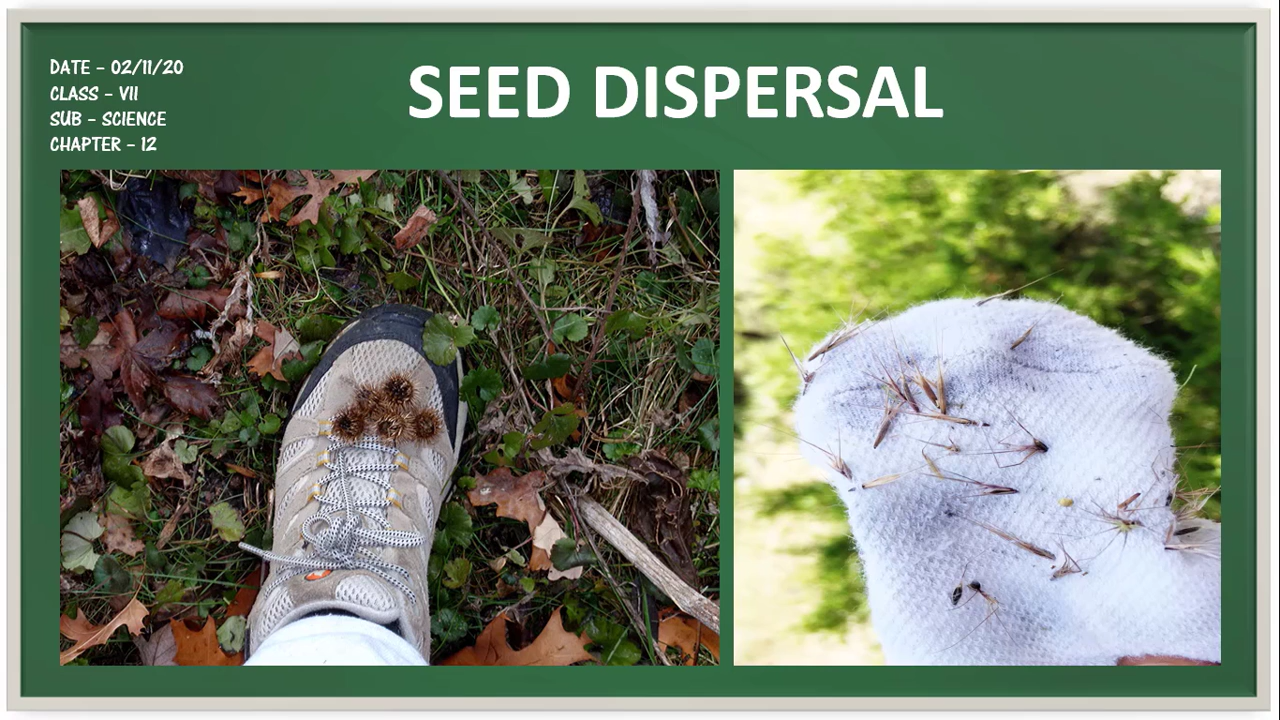 DATE – 02/11/20
CLASS – VII
SUB – SCIENCE
CHAPTER – 12
SEED DISPERSAL